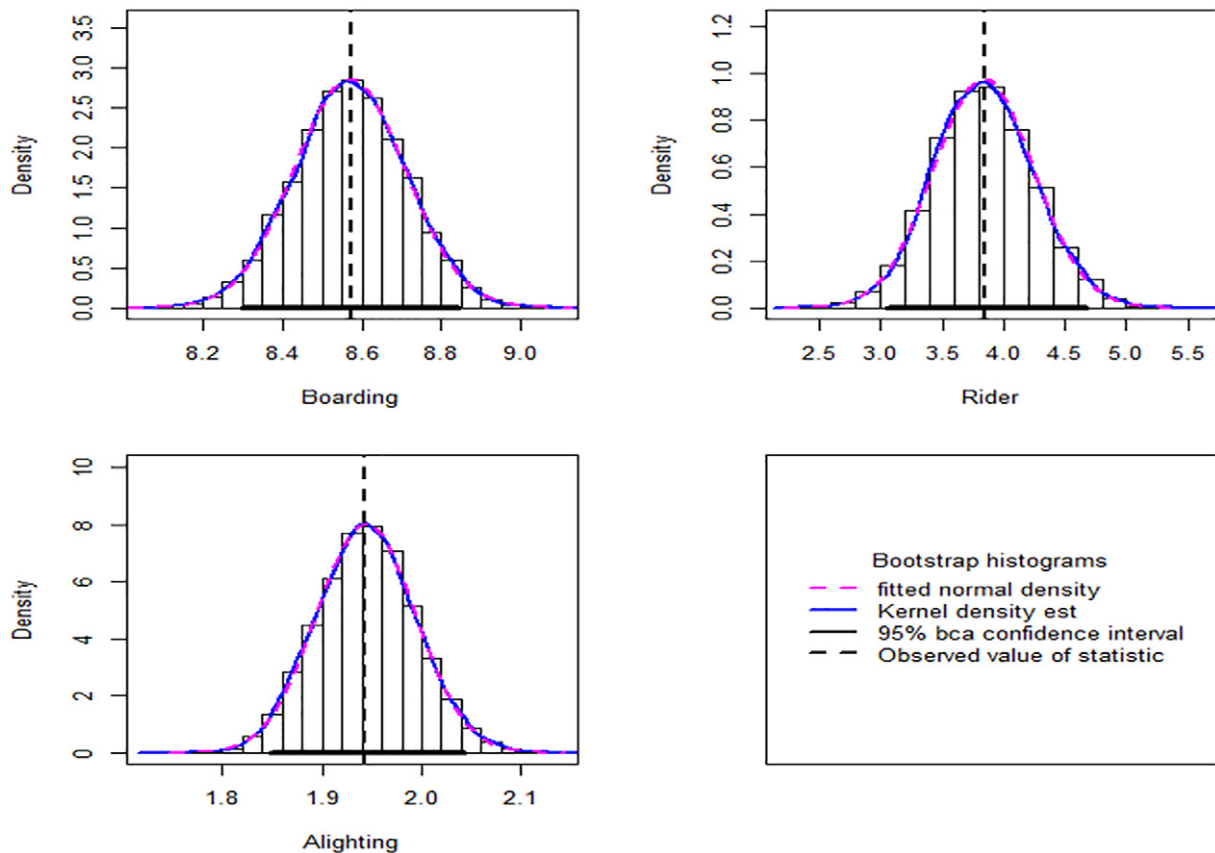 3.5
3.0
2.5
2.0
1.5
1.0
0.5
0.0
Density
8.2 8.4 8.6 8.8 9.0
Boarding
1.2
1.0
0.8
0.6
0.4
0.2
0.0
Density
2.5 3.0 3.5 4.0 4.5 5.0 5.5
Rider
10
8
6
4
2
0
Density
1.8 1.9 2.0 2.1
Alighting
Bootstrap histograms
fitted normal density
Kernel density est
95% bca confidence interval
Observed value of statistic